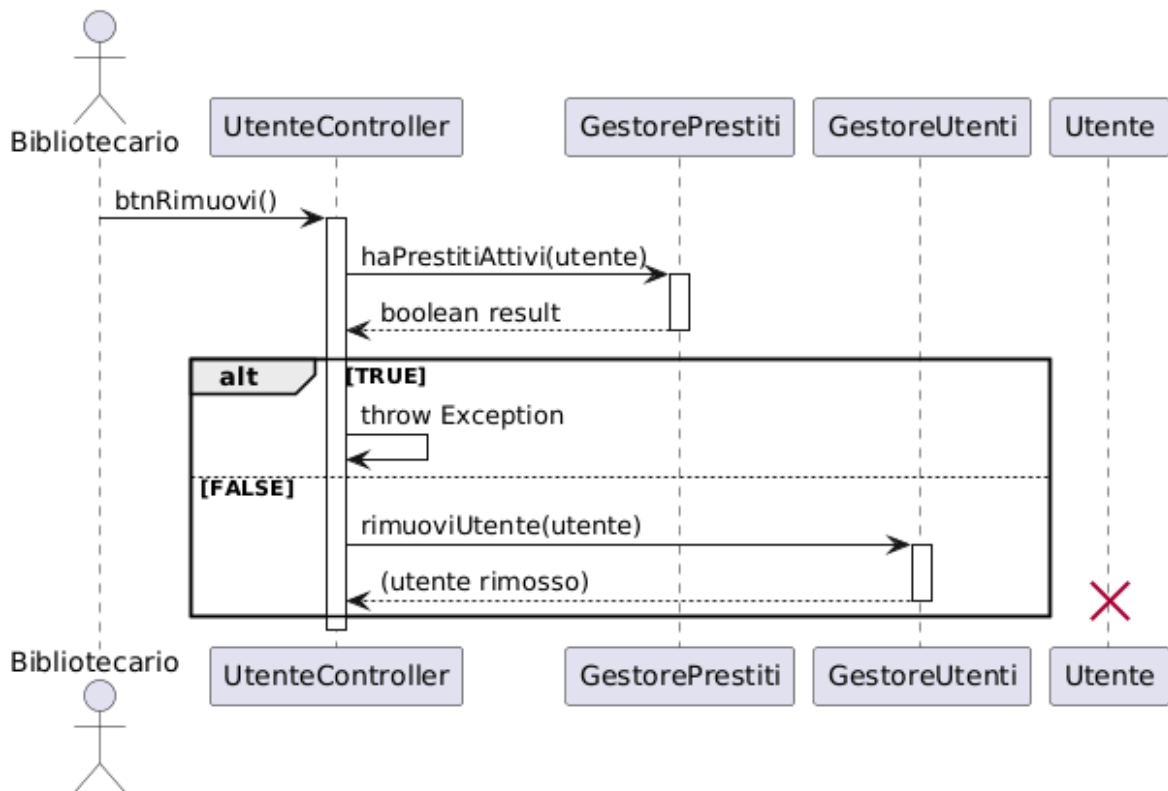 Bibliotecario
UtenteController
GestorePrestiti
GestoreUtenti
Utente
btnRimuovi()
haPrestitiAttivi(utente)
boolean result
alt
[TRUE]
throw Exception
[FALSE]
rimuoviUtente(utente)
(utente rimosso)
Bibliotecario
UtenteController
GestorePrestiti
GestoreUtenti
Utente